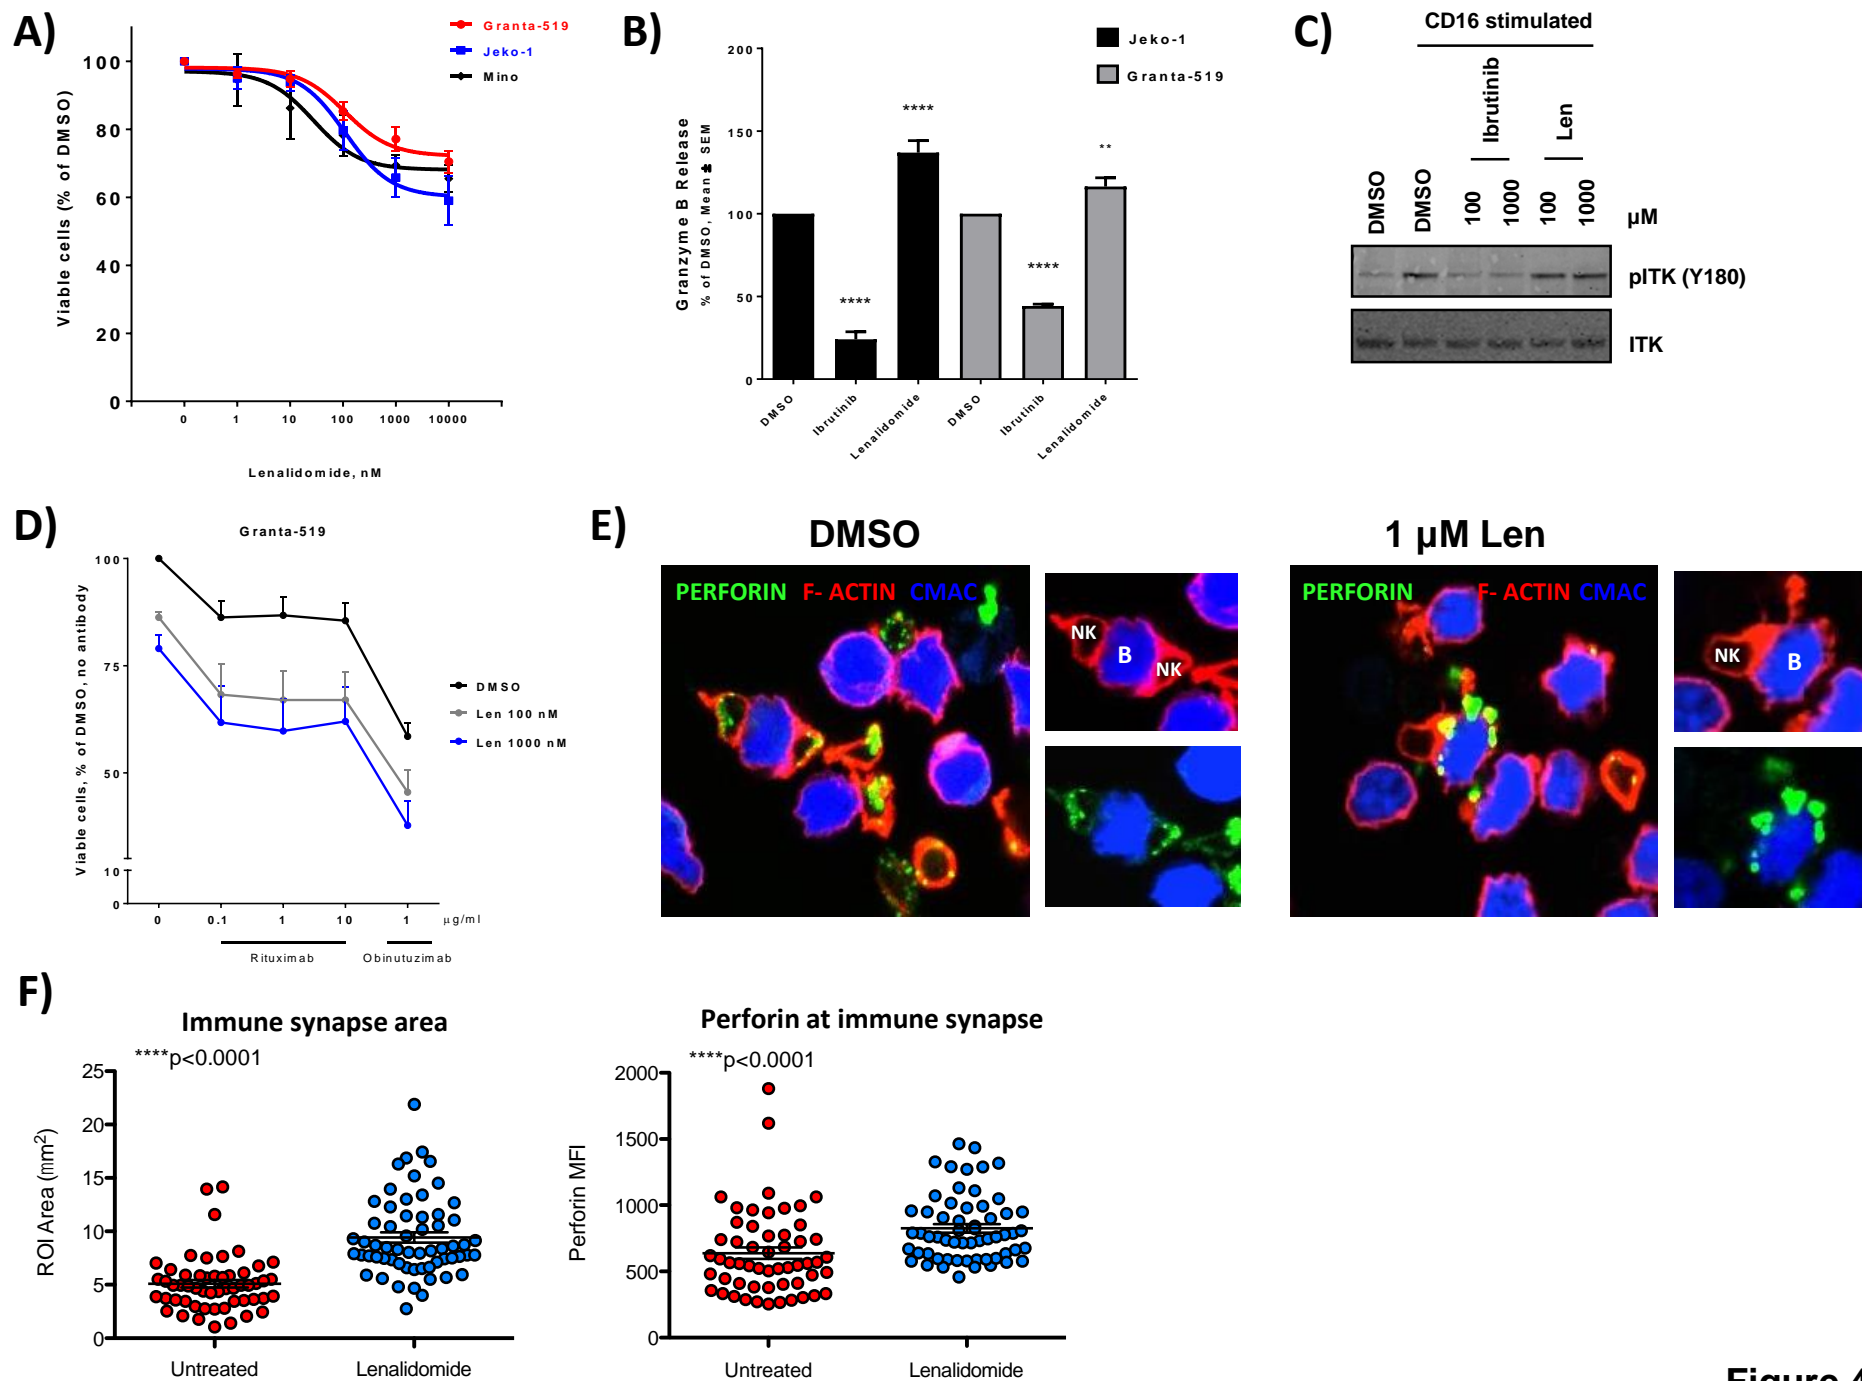 A)
Granta-519
Jeko-1
Mino
Viable cells (% of DMSO)
100
80
60
40
20
0
0 1 10 100 1000 10000
Lenalidomide, nM
B)
Jeko-1
Granta-519
Granzyme B Release
% of DMSO, Mean ± SEM
200
150
100
50
0
**** **** **** **
DMSO Ibrutinib Lenalidomide DMSO Ibrutinib Lenalidomide
C)
CD16 stimulated
Ibrutinib Len
DMSO DMSO 100 1000 100 1000 µM
pITK (Y180)
ITK
D)
Granta-519
Viable cells, % of DMSO, no antibody
100
75
50
10
0
DMSO
Len 100 nM
Len 1000 nM
0 0.1 1 10 1 µg/ml
Rituximab Obinutuzimab
E)
DMSO
PERFORIN F- ACTIN CMAC
NK B NK
1 µM Len
PERFORIN F- ACTIN CMAC
NK B
F)
Immune synapse area
****p<0.0001
ROI Area (mm2)
25
20
15
10
5
0
Untreated Lenalidomide
Perforin at immune synapse
****p<0.0001
Perforin MFI
2000
1500
1000
500
0
Untreated Lenalidomide
Figure 4